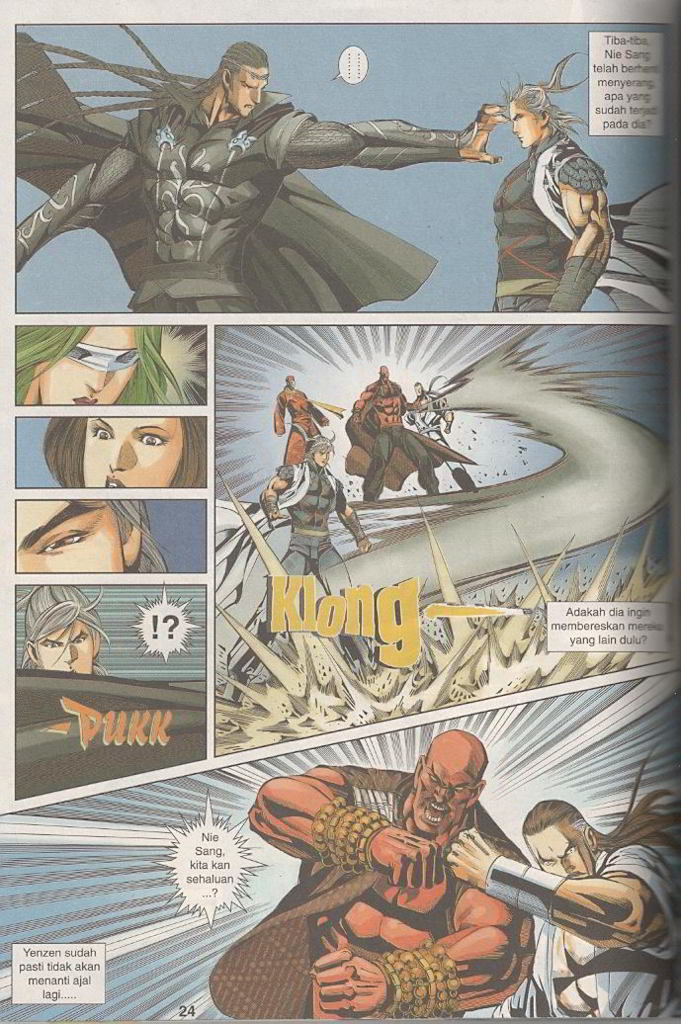 Tiba-tiba,
Nie Sang
telah berhenti
menyerang,
apa yang
sudah terjadi
pada dia?
!?
PUKK
Klong
Adakah dia ingin
membereskan mereka
yang lain dulu?
Nie
Sang,
kita kan
sehaluan
...?
Yenzen sudah
pasti tidak akan
menanti ajal
lagi.....
24